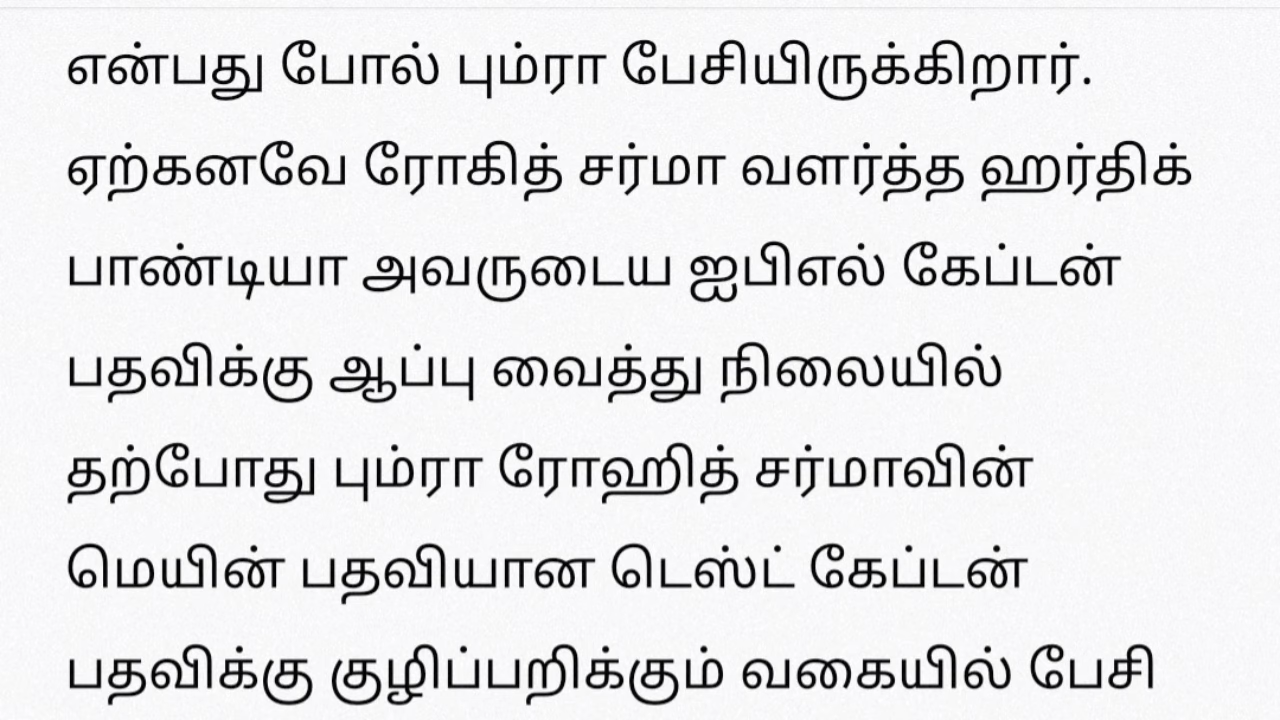 என்பது போல் பும்ரா பேசியிருக்கிறார்.
ஏற்கனவே ரோகித் சர்மா வளர்த்த ஹர்திக்
பாண்டியா அவருடைய ஐபிஎல் கேப்டன்
பதவிக்கு ஆப்பு வைத்து நிலையில்
தற்போது பும்ரா ரோஹித் சர்மாவின்
மெயின் பதவியான டெஸ்ட் கேப்டன்
பதவிக்கு குழிப்பறிக்கும் வகையில் பேசி